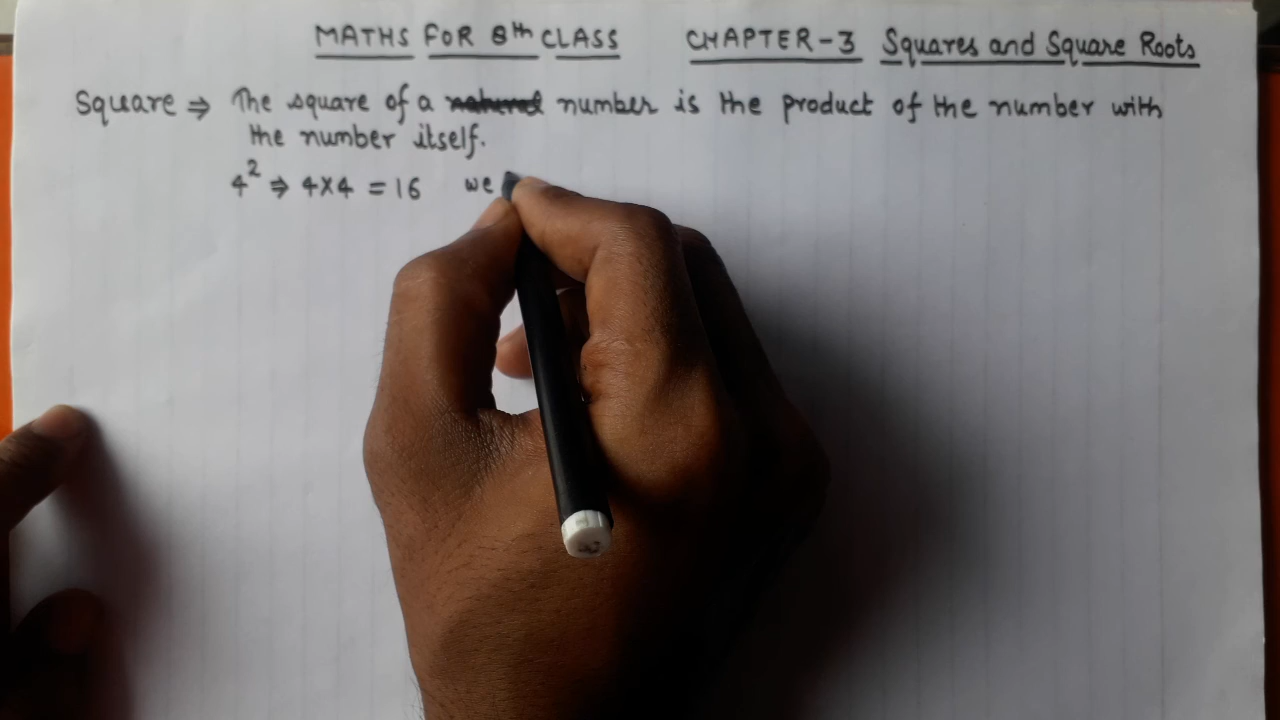 MATHS FOR 8th CLASS CHAPTER-3 Squares and Square Roots
Square ⇒ The square of a natural number is the product of the number with
the number itself.
4² ⇒ 4×4 = 16 we